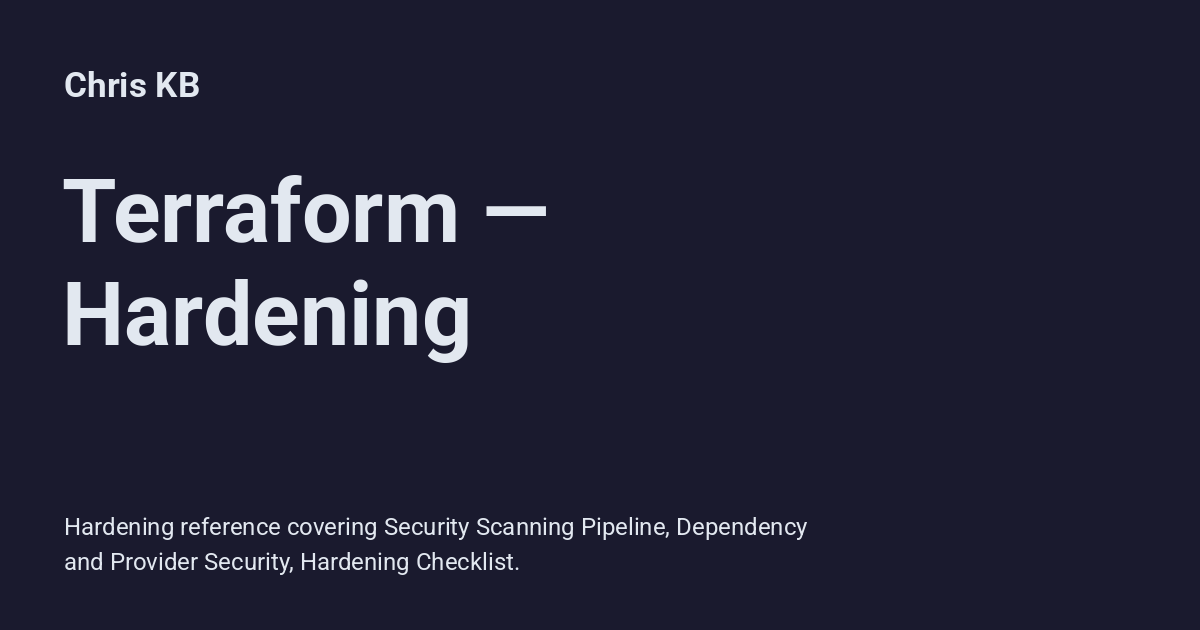 Chris KB
Terraform —
Hardening
Hardening reference covering Security Scanning Pipeline, Dependency
and Provider Security, Hardening Checklist.